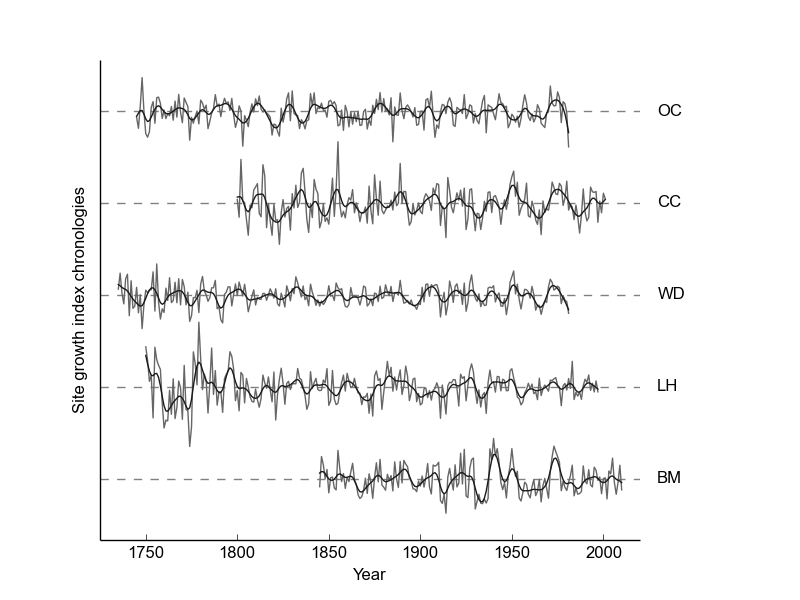 Site growth index chronologies
OC
CC
WD
LH
BM
1750 1800 1850 1900 1950 2000
Year